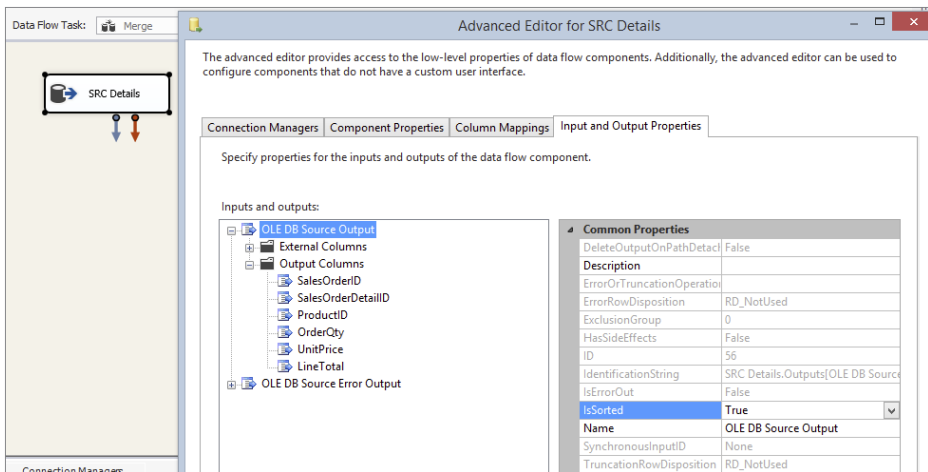 Data Flow Task: Merge
Advanced Editor for SRC Details
The advanced editor provides access to the low-level properties of data flow components. Additionally, the advanced editor can be used to
configure components that do not have a custom user interface.
SRC Details
Connection Managers Component Properties Column Mappings Input and Output Properties
Specify properties for the inputs and outputs of the data flow component.
Inputs and outputs:
OLE DB Source Output
External Columns
Output Columns
SalesOrderID
SalesOrderDetailID
ProductID
OrderQty
UnitPrice
LineTotal
OLE DB Source Error Output
Common Properties
DeleteOutputOnPathDetach False
Description
ErrorOrTruncationOperation
ErrorRowDisposition RD_NotUsed
ExclusionGroup 0
HasSideEffects False
ID 56
IdentificationString SRC Details.Outputs[OLE DB Source
IsErrorOut False
IsSorted True
Name OLE DB Source Output
SynchronousInputID None
TruncationRowDisposition RD_NotUsed
Connection Managers